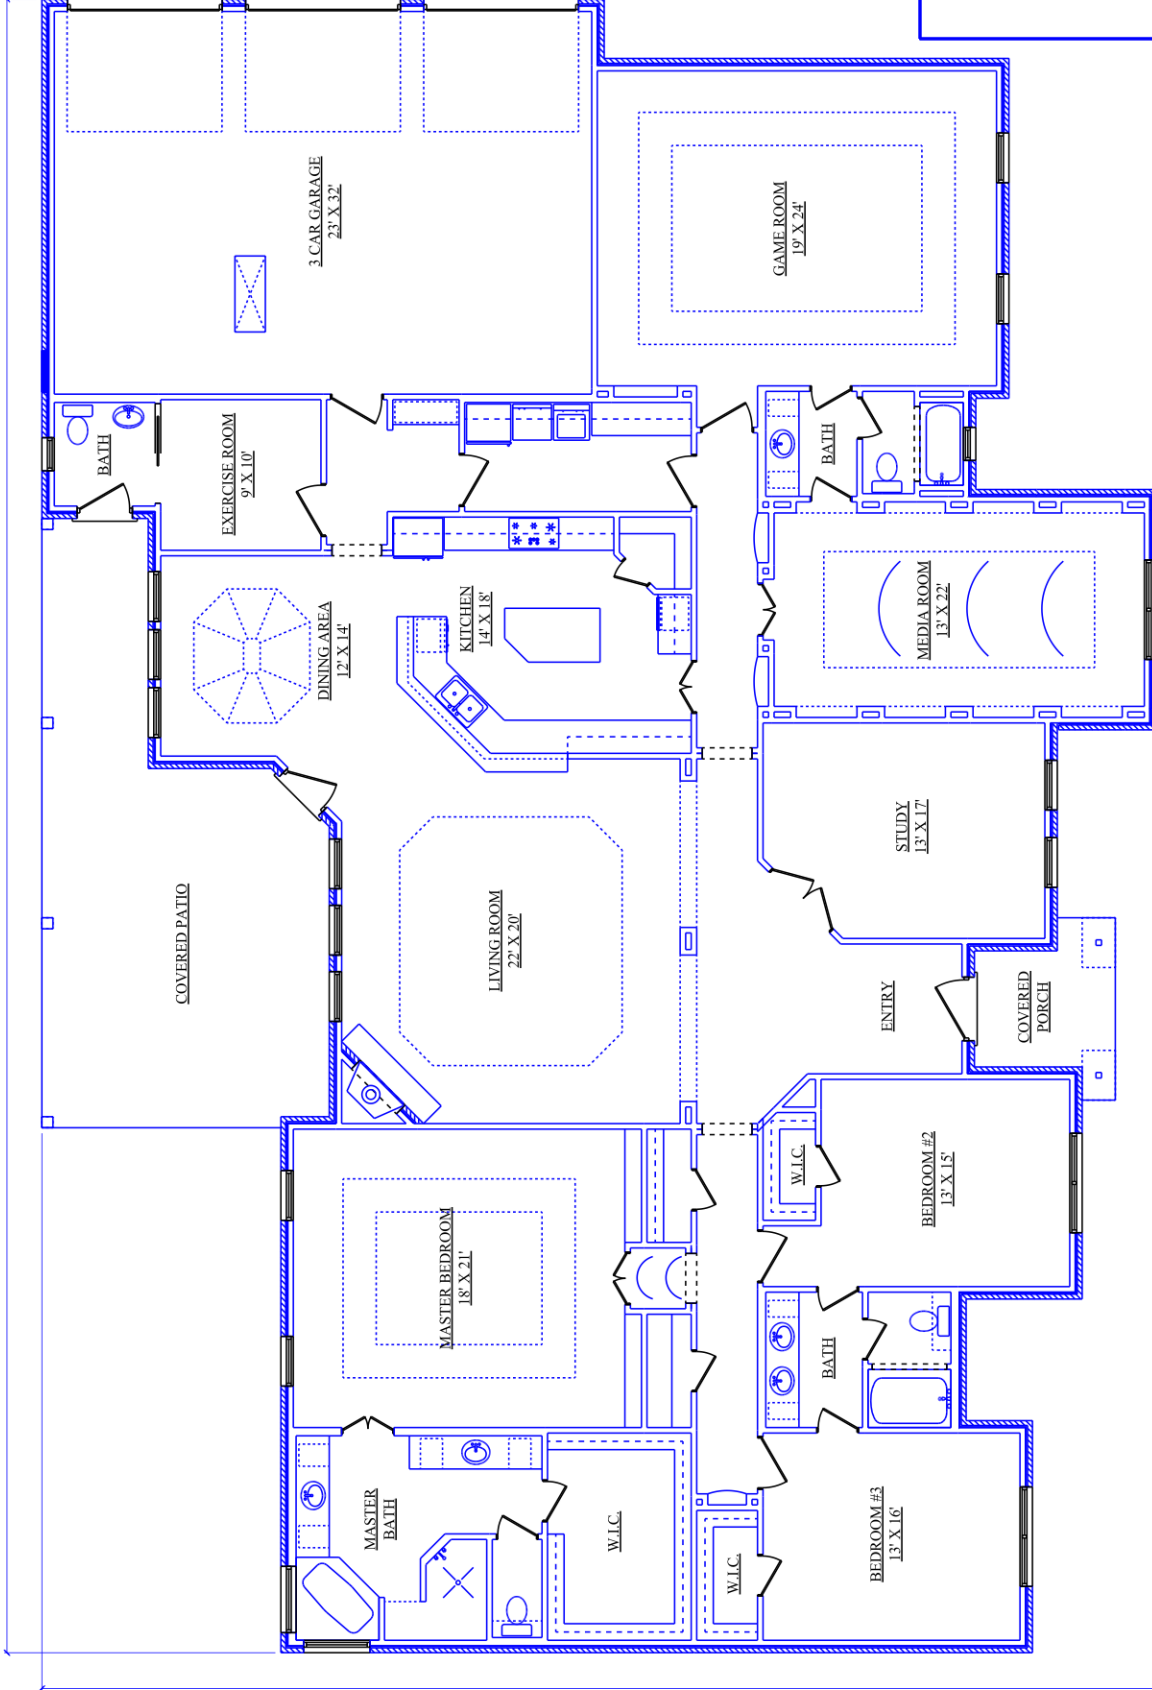 3 CAR GARAGE
23' X 32'
GAME ROOM
19' X 24'
BATH
EXERCISE ROOM
9' X 10'
BATH
DINING AREA
12' X 14'
KITCHEN
14' X 18'
MEDIA ROOM
13' X 22'
COVERED PATIO
LIVING ROOM
22' X 20'
STUDY
13' X 17'
ENTRY
COVERED
PORCH
MASTER BEDROOM
18' X 21'
W.I.C.
BEDROOM #2
13' X 15'
BATH
MASTER
BATH
W.I.C.
W.I.C.
BEDROOM #3
13' X 16'